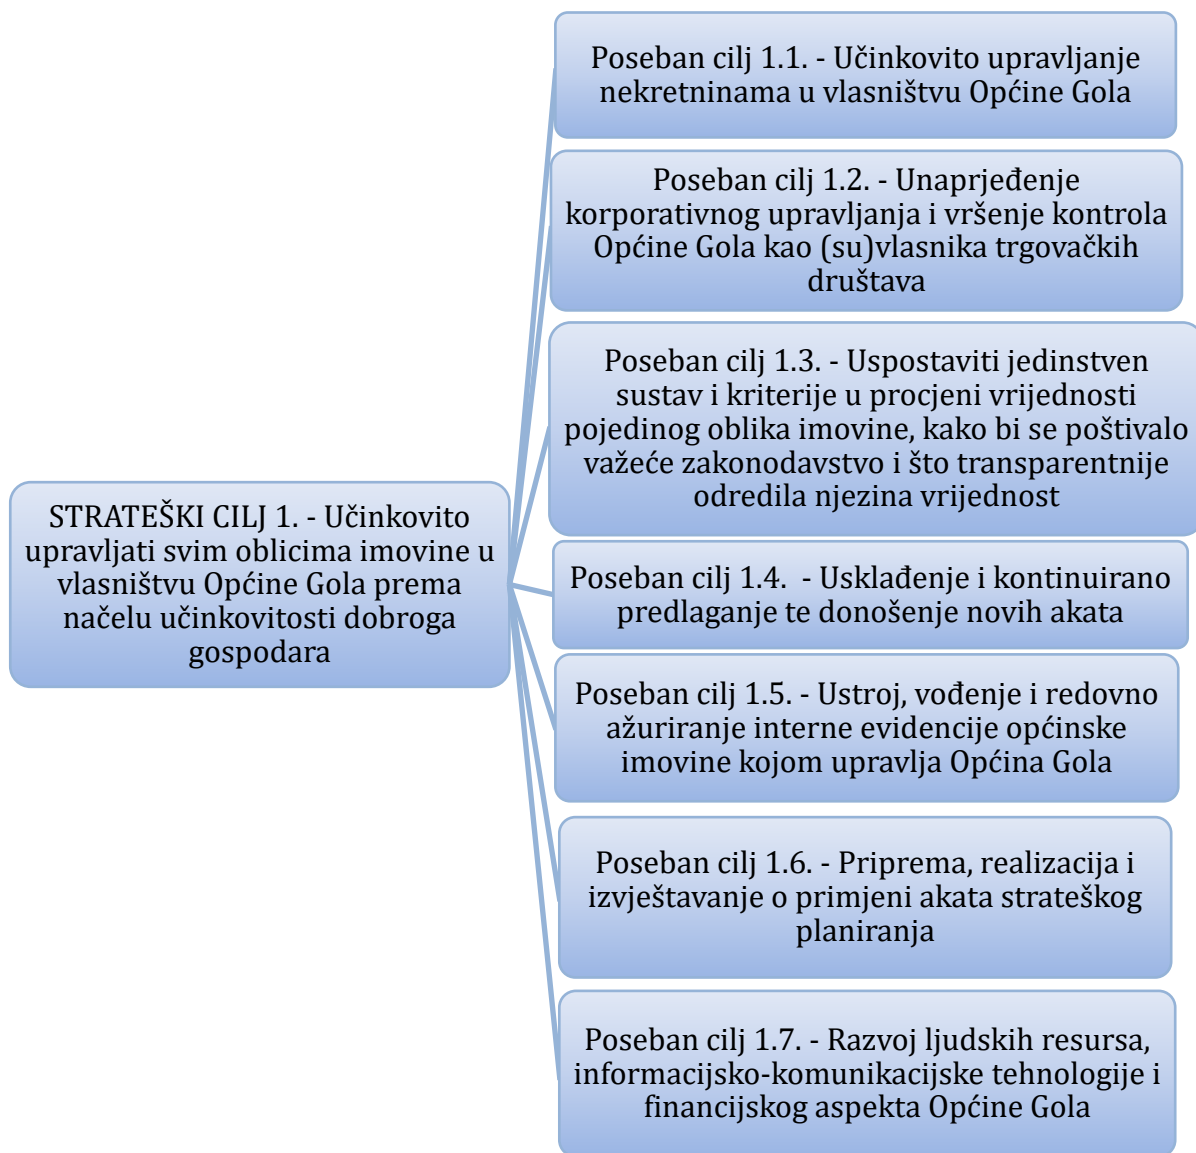 STRATEŠKI CILJ 1. - Učinkovito
upravljati svim oblicima imovine u
vlasništvu Općine Gola prema
načelu učinkovitosti dobroga
gospodara
Poseban cilj 1.1. - Učinkovito upravljanje
nekretninama u vlasništvu Općine Gola
Poseban cilj 1.2. - Unaprjeđenje
korporativnog upravljanja i vršenje kontrola
Općine Gola kao (su)vlasnika trgovačkih
društava
Poseban cilj 1.3. - Uspostaviti jedinstven
sustav i kriterije u procjeni vrijednosti
pojedinog oblika imovine, kako bi se poštivalo
važeće zakonodavstvo i što transparentnije
odredila njezina vrijednost
Poseban cilj 1.4.  - Usklađenje i kontinuirano
predlaganje te donošenje novih akata
Poseban cilj 1.5. - Ustroj, vođenje i redovno
ažuriranje interne evidencije općinske
imovine kojom upravlja Općina Gola
Poseban cilj 1.6. - Priprema, realizacija i
izvještavanje o primjeni akata strateškog
planiranja
Poseban cilj 1.7. - Razvoj ljudskih resursa,
informacijsko-komunikacijske tehnologije i
financijskog aspekta Općine Gola